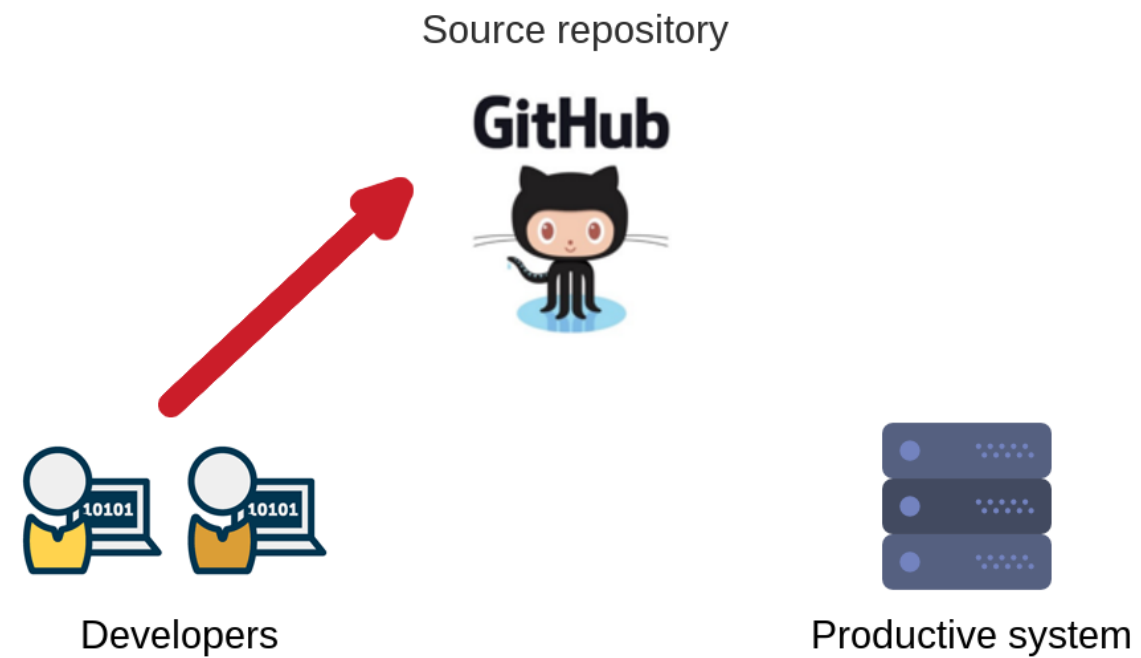 Source repository
GitHub
10101
10101
Developers
Productive system